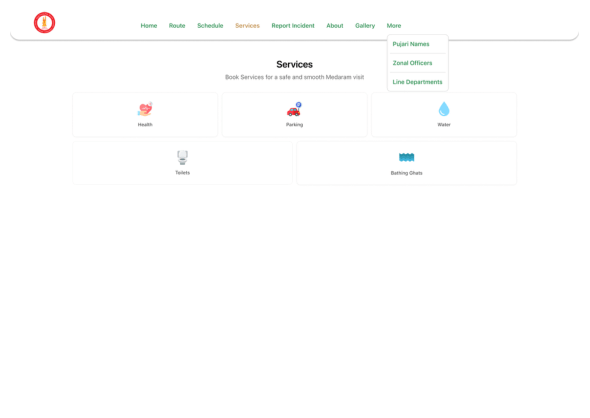 Home Route Schedule Services Report Incident About Gallery More
Pujari Names
Zonal Officers
Line Departments
Services
Book Services for a safe and smooth Medaram visit
Health Parking Water
Toilets Bathing Ghats